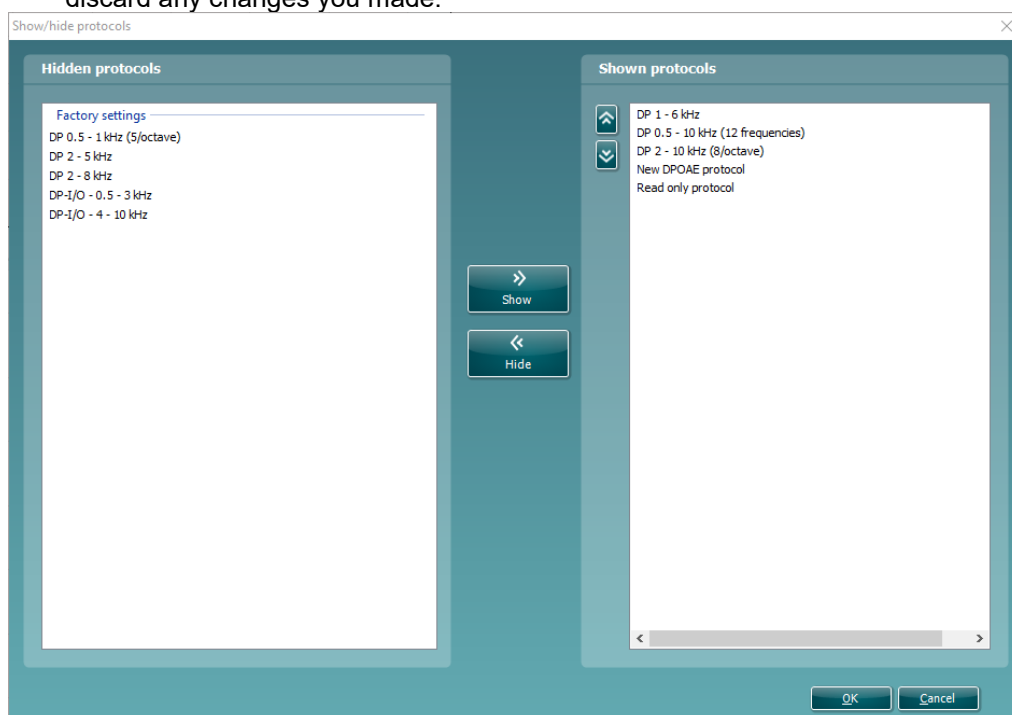 discard any changes you made.
Show/hide protocols
Hidden protocols
Factory settings
DP 0.5 - 1 kHz (5/octave)
DP 2 - 5 kHz
DP 2 - 8 kHz
DP-I/O - 0.5 - 3 kHz
DP-I/O - 4 - 10 kHz
Show
Hide
Shown protocols
DP 1 - 6 kHz
DP 0.5 - 10 kHz (12 frequencies)
DP 2 - 10 kHz (8/octave)
New DPOAE protocol
Read only protocol
OK
Cancel